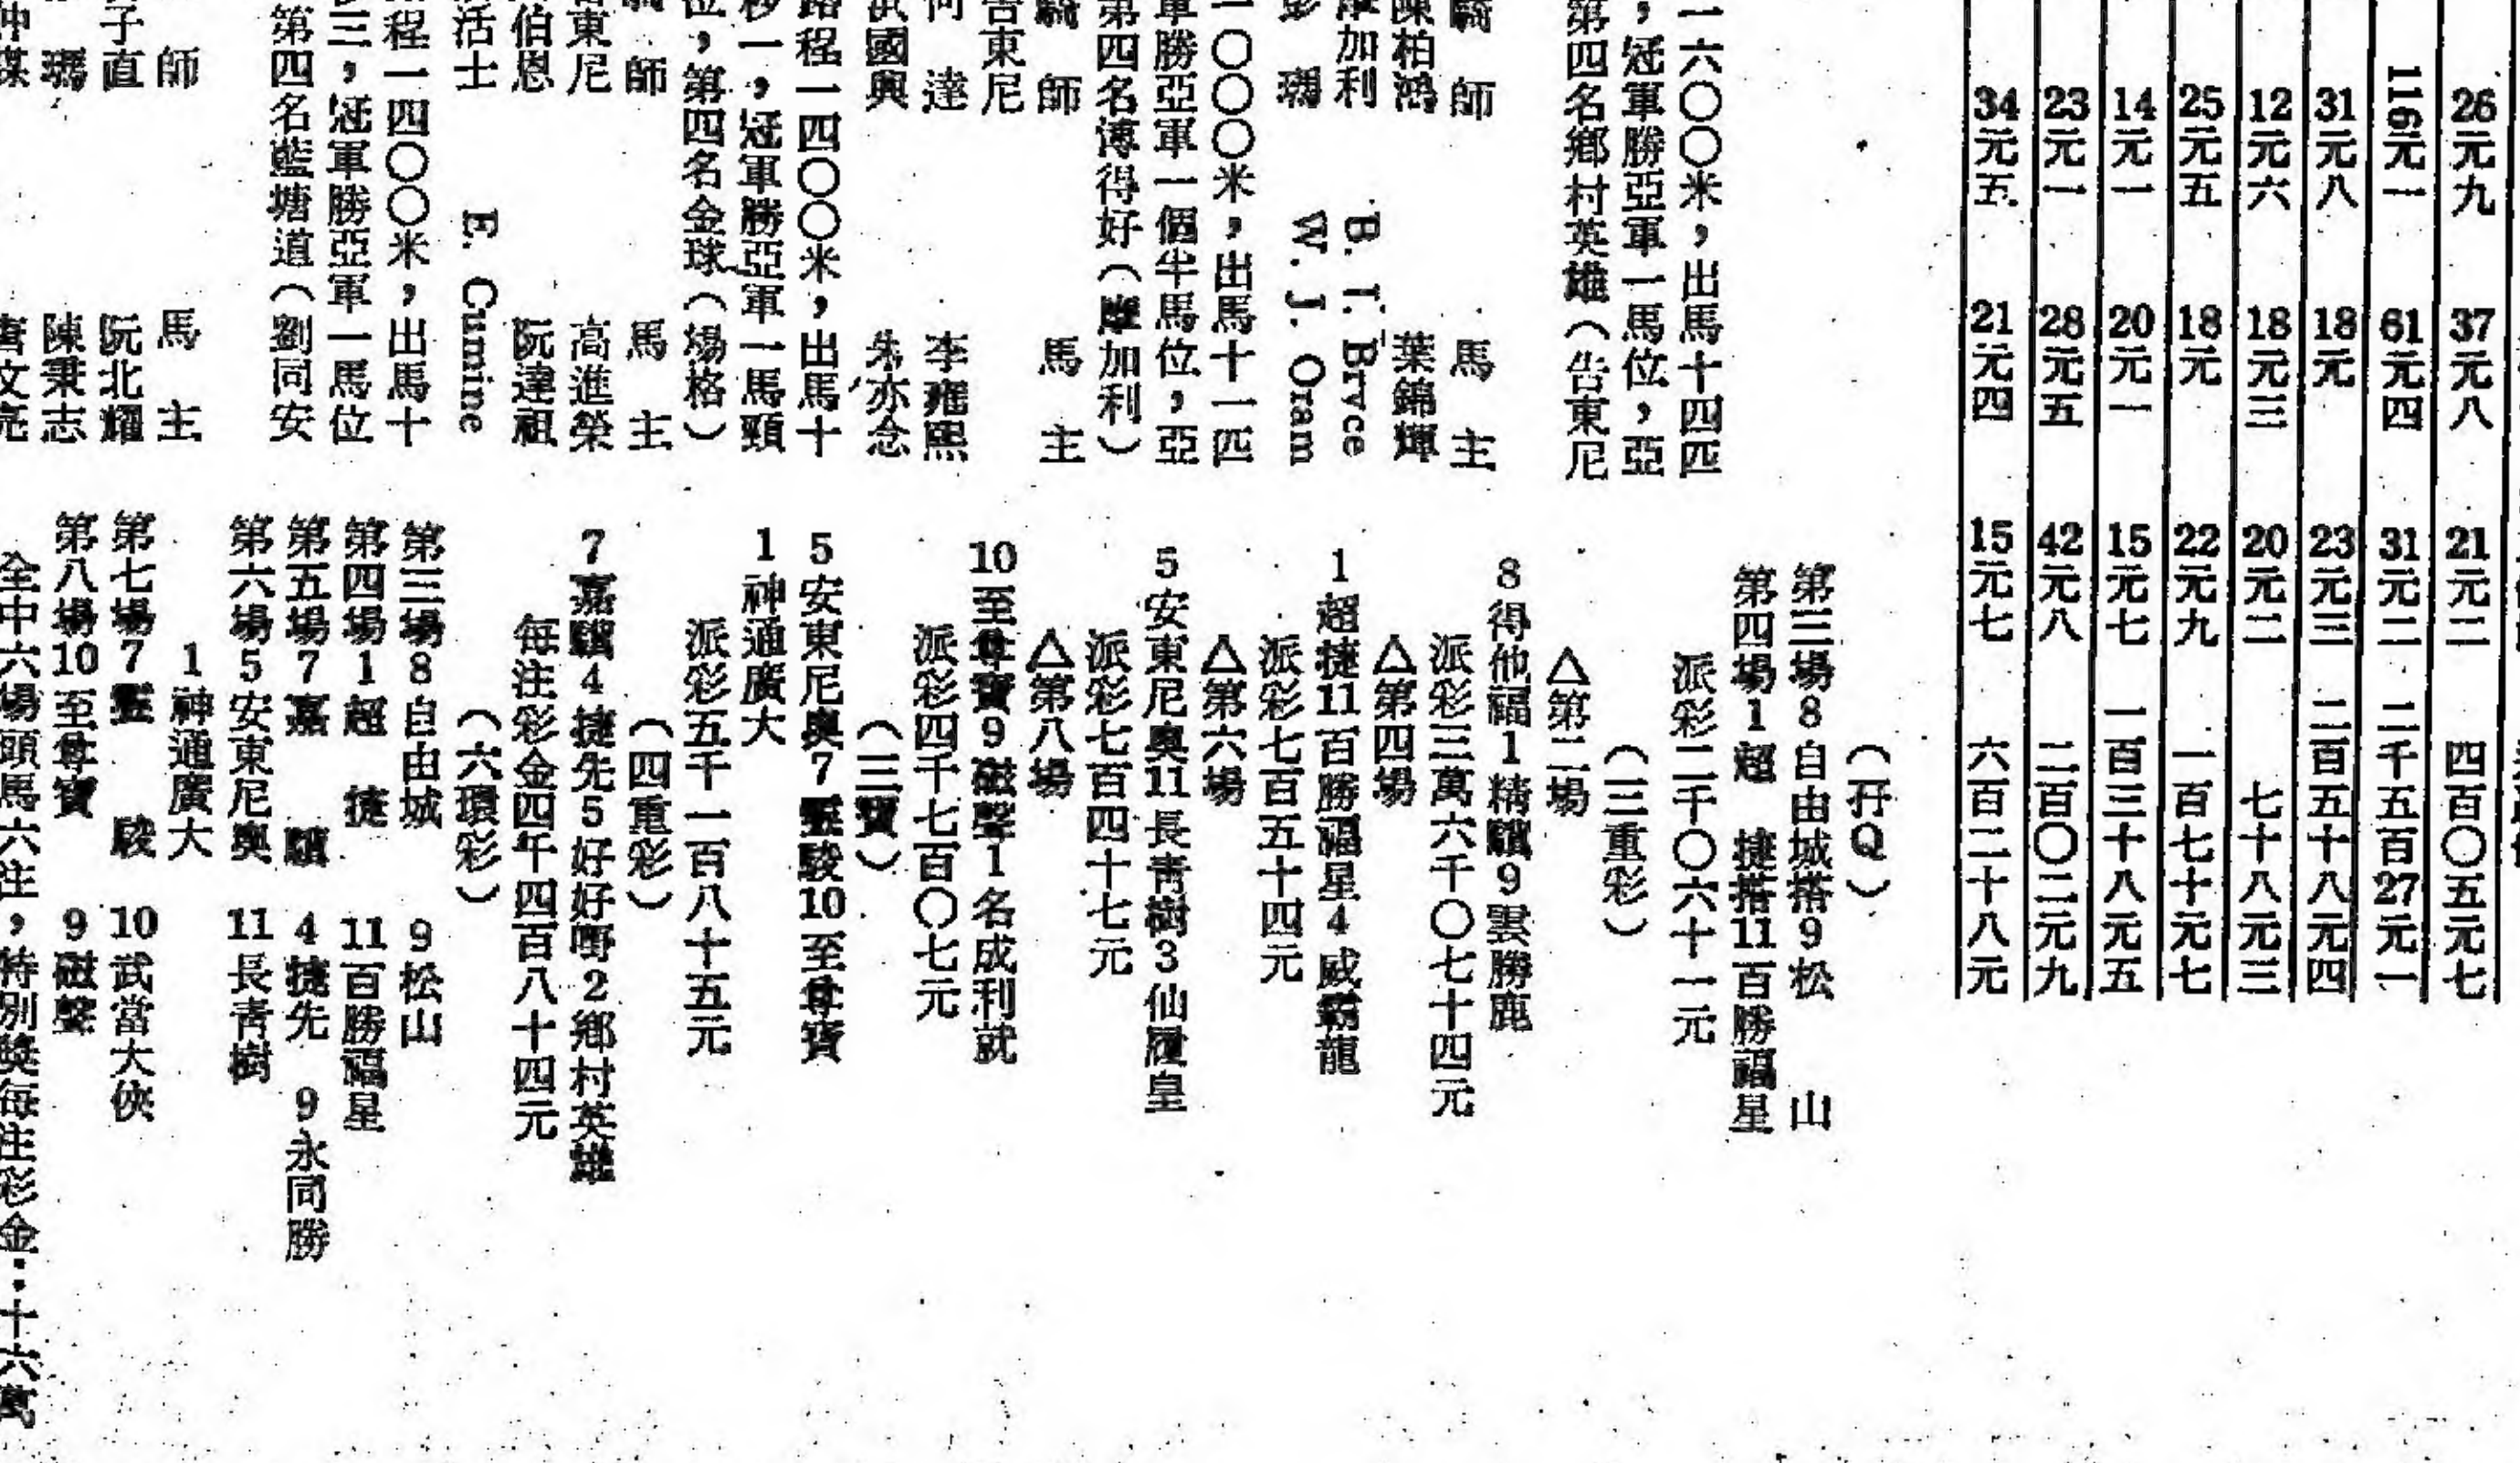 26元九 37元八 21元二 四百〇五元七
116元一 61元四 31元二 二千五百27元一
31元八 18元 23元三 二百五十八元四
12元六 18元三 20元二 七十八元三
25元五 18元 22元九 一百七十元七
14元一 20元一 15元七 一百三十八元五
23元一 28元五 42元八 二百〇二元九
34元五 21元四 15元七 六百二十八元
一六〇〇米，出馬十四匹
，冠軍勝亞軍一馬位，亞
第四名鄉村英雄（告東尼
騎師 馬主
陳柏鴻 葉錦輝
摩加利 B. T. Bryce
彭瑪 W. J. Oram
一〇〇〇米，出馬十一匹
軍勝亞軍一個半馬位，亞
第四名博得好（摩加利）
騎師 馬主
告東尼
何達 李雍熙
洪國興 朱亦念
路程一四〇〇米，出馬十
秒一，冠軍勝亞軍一馬頸
位，第四名金球（煬格）
騎師 馬主
告東尼 高進榮
伯恩 阮達祖
活士 E. Cumine
程一四〇〇米，出馬十
三，冠軍勝亞軍一馬位
第四名藍塘道（劉同安
師 馬主
子直 阮北耀
瑪 陳秉志
仲謀 唐文亮
（孖Q）
第三場8自由城搭9松山
第四場1超捷搭11百勝福星
派彩二千〇六十一元
（三重彩）
△第二場
8得他福1精驥9雲勝鹿
派彩三萬六千〇七十四元
△第四場
1超捷11百勝福星4威霸龍
派彩七百五十四元
△第六場
5安東尼奧11長青樹3仙履皇
派彩七百四十七元
△第八場
10至尊寶9磁聲1名成利就
派彩四千七百〇七元
（三寶）
5安東尼奧7靈駿10至尊寶
1神通廣大
派彩五千一百八十五元
（四重彩）
7嘉驥4捷先5好好嘢2鄉村英雄
每注彩金四千四百八十四元
（六環彩）
第三場8自由城 9松山
第四場1超捷 11百勝福星
第五場7嘉驥 4捷先 9永同勝
第六場5安東尼奧 11長青樹
1神通廣大
第七場7靈駿 10武當大俠
第八場10至尊寶 9磁聲
全中六場頭馬六注，特別獎每注彩金：十六萬